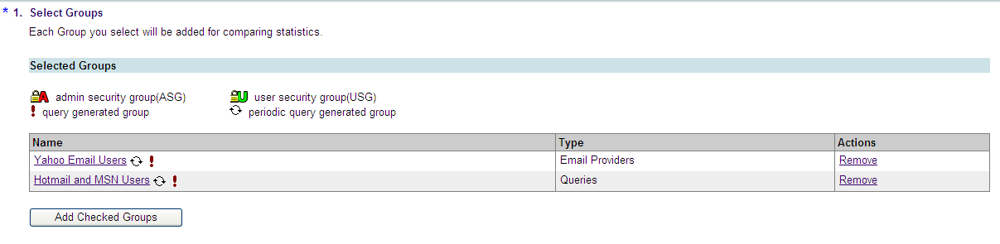 * 1. Select Groups
Each Group you select will be added for comparing statistics.
Selected Groups
admin security group(ASG) user security group(USG)
query generated group periodic query generated group
Name Type Actions
Yahoo Email Users Email Providers Remove
Hotmail and MSN Users Queries Remove
Add Checked Groups